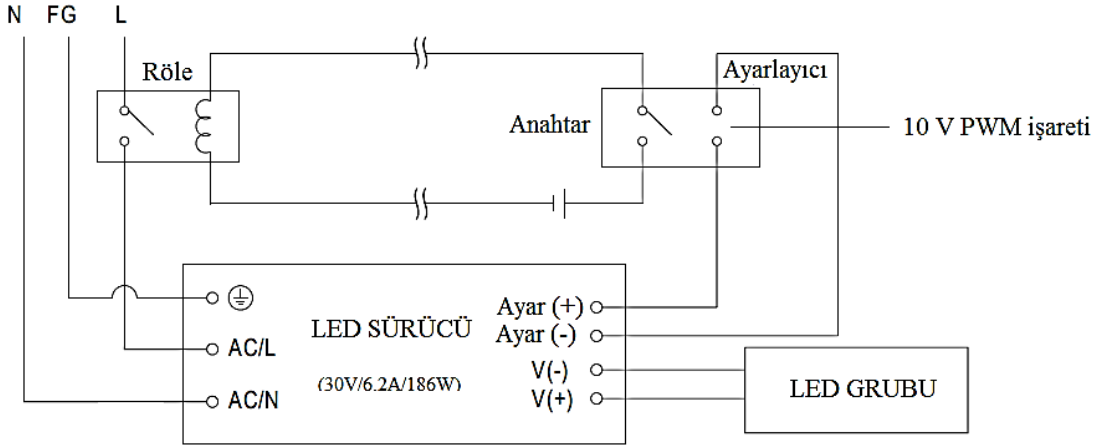 N FG L
Röle
Ayarlayıcı
Anahtar
10 V PWM işareti
LED SÜRÜCÜ
(30V/6.2A/186W)
AC/L
AC/N
Ayar (+)
Ayar (-)
V(-)
V(+)
LED GRUBU